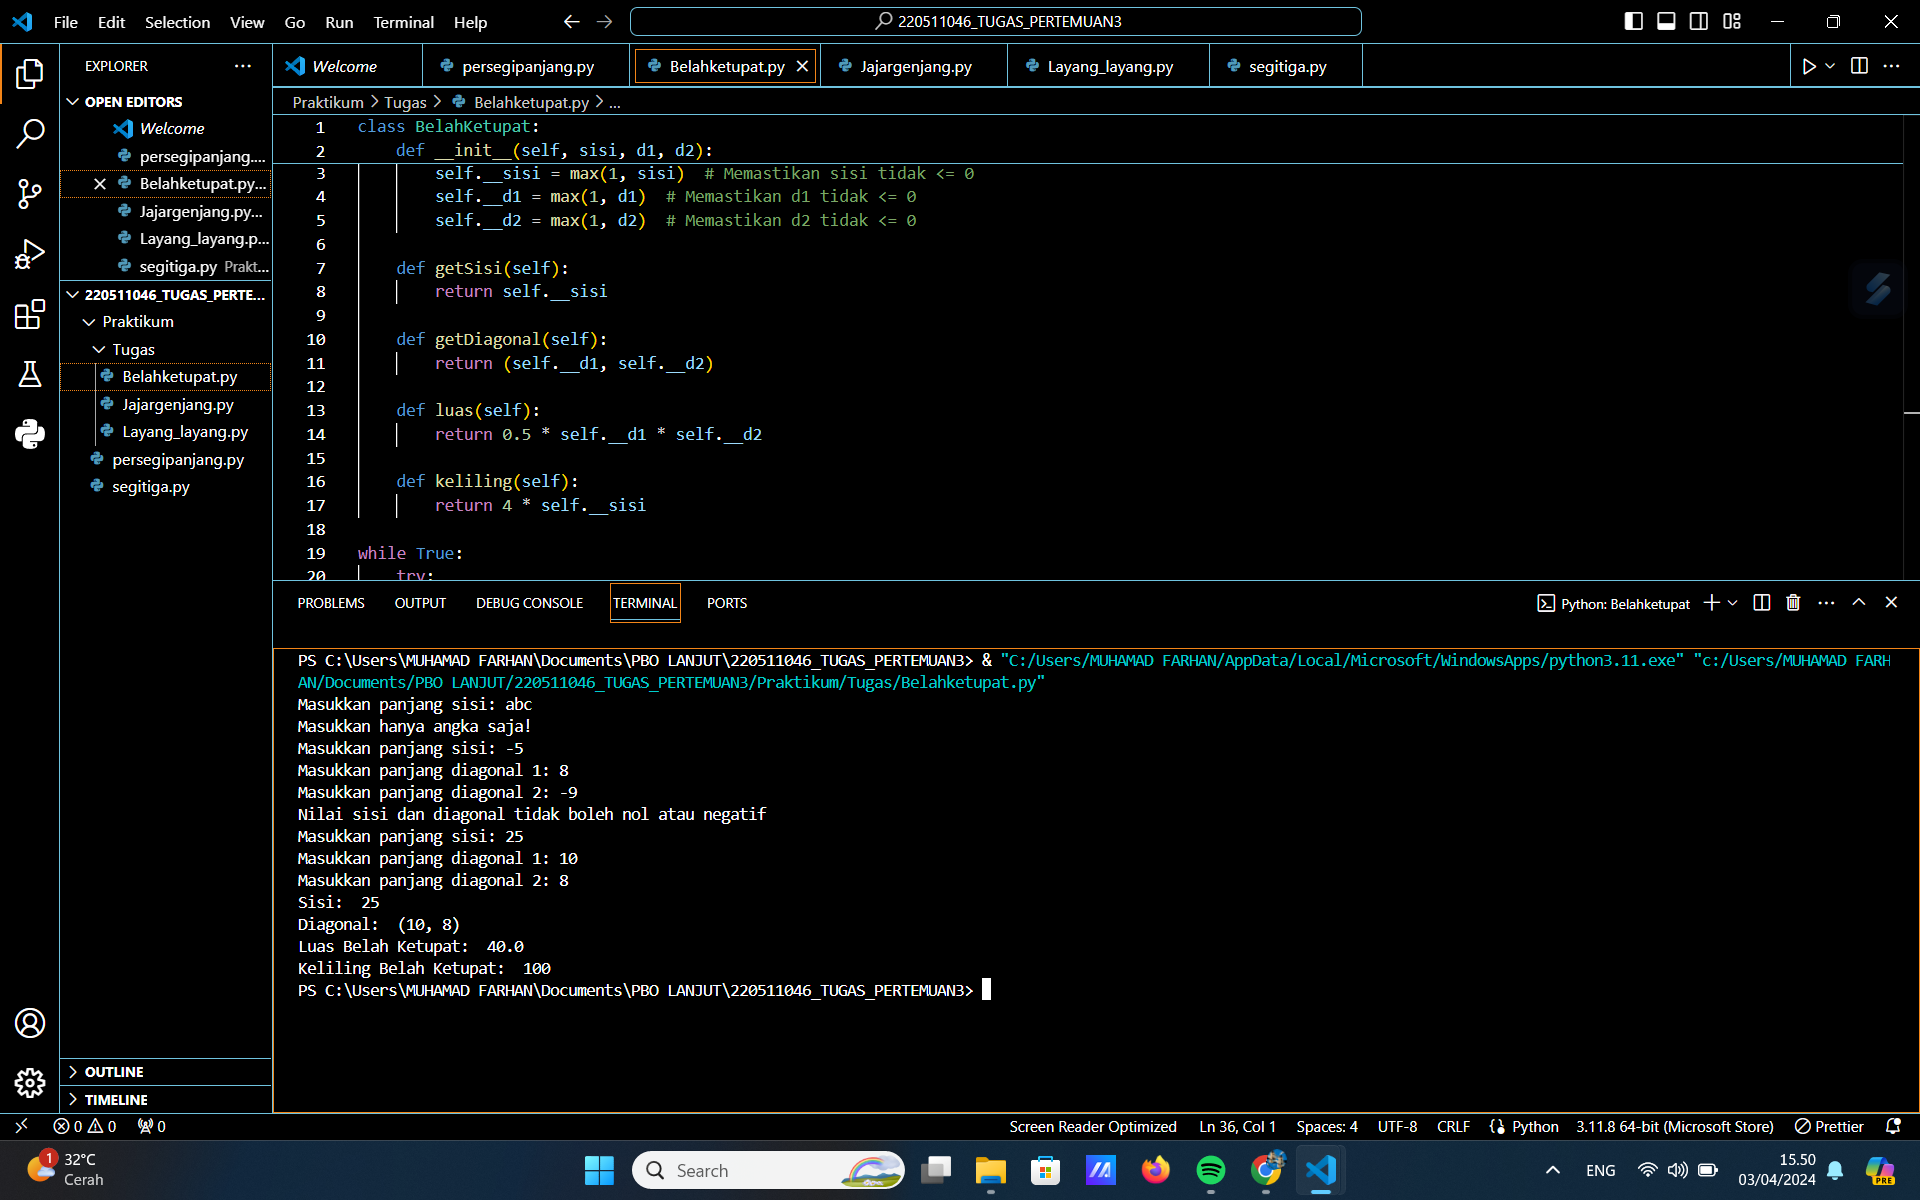 File Edit Selection View Go Run Terminal Help
220511046_TUGAS_PERTEMUAN3
EXPLORER
OPEN EDITORS
Welcome
persegipanjang....
Belahketupat.py...
Jajargenjang.py...
Layang_layang.p...
segitiga.py Prakt...
220511046_TUGAS_PERTE...
Praktikum
Tugas
Belahketupat.py
Jajargenjang.py
Layang_layang.py
persegipanjang.py
segitiga.py
OUTLINE
TIMELINE
Welcome persegipanjang.py Belahketupat.py Jajargenjang.py Layang_layang.py segitiga.py
Praktikum > Tugas > Belahketupat.py > ...
1 class BelahKetupat:
2 def __init__(self, sisi, d1, d2):
3 self.__sisi = max(1, sisi) # Memastikan sisi tidak <= 0
4 self.__d1 = max(1, d1) # Memastikan d1 tidak <= 0
5 self.__d2 = max(1, d2) # Memastikan d2 tidak <= 0
6
7 def getSisi(self):
8 return self.__sisi
9
10 def getDiagonal(self):
11 return (self.__d1, self.__d2)
12
13 def luas(self):
14 return 0.5 * self.__d1 * self.__d2
15
16 def keliling(self):
17 return 4 * self.__sisi
18
19 while True:
20 try:
PROBLEMS OUTPUT DEBUG CONSOLE TERMINAL PORTS
Python: Belahketupat
PS C:\Users\MUHAMAD FARHAN\Documents\PBO LANJUT\220511046_TUGAS_PERTEMUAN3> & "C:/Users/MUHAMAD FARHAN/AppData/Local/Microsoft/WindowsApps/python3.11.exe" "c:/Users/MUHAMAD FARH
AN/Documents/PBO LANJUT/220511046_TUGAS_PERTEMUAN3/Praktikum/Tugas/Belahketupat.py"
Masukkan panjang sisi: abc
Masukkan hanya angka saja!
Masukkan panjang sisi: -5
Masukkan panjang diagonal 1: 8
Masukkan panjang diagonal 2: -9
Nilai sisi dan diagonal tidak boleh nol atau negatif
Masukkan panjang sisi: 25
Masukkan panjang diagonal 1: 10
Masukkan panjang diagonal 2: 8
Sisi:  25
Diagonal:  (10, 8)
Luas Belah Ketupat:  40.0
Keliling Belah Ketupat:  100
PS C:\Users\MUHAMAD FARHAN\Documents\PBO LANJUT\220511046_TUGAS_PERTEMUAN3>
0 0 0 Screen Reader Optimized Ln 36, Col 1 Spaces: 4 UTF-8 CRLF Python 3.11.8 64-bit (Microsoft Store) Prettier
1
32°C
Cerah
Search
PRE
ENG
15.50
03/04/2024